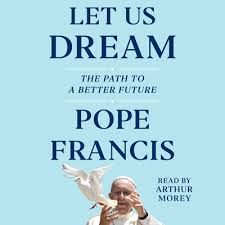 LET US
DREAM
THE PATH TO
A BETTER FUTURE
POPE
FRANCIS
READ BY
ARTHUR
MOREY